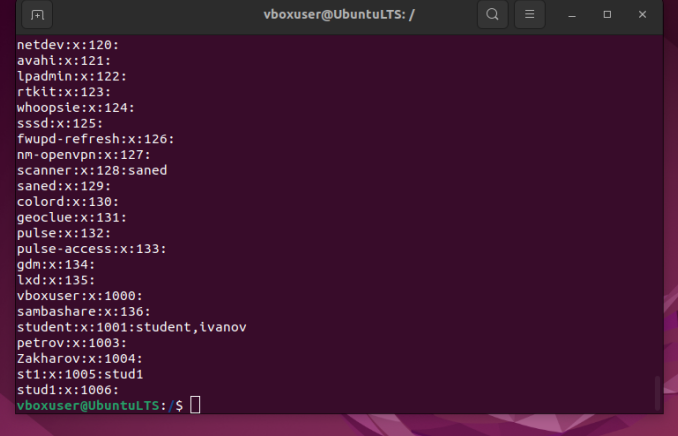 vboxuser@UbuntuLTS: /
netdev:x:120:
avahi:x:121:
lpadmin:x:122:
rtkit:x:123:
whoopsie:x:124:
sssd:x:125:
fwupd-refresh:x:126:
nm-openvpn:x:127:
scanner:x:128:saned
saned:x:129:
colord:x:130:
geoclue:x:131:
pulse:x:132:
pulse-access:x:133:
gdm:x:134:
lxd:x:135:
vboxuser:x:1000:
sambashare:x:136:
student:x:1001:student,ivanov
petrov:x:1003:
Zakharov:x:1004:
st1:x:1005:stud1
stud1:x:1006:
vboxuser@UbuntuLTS:/$